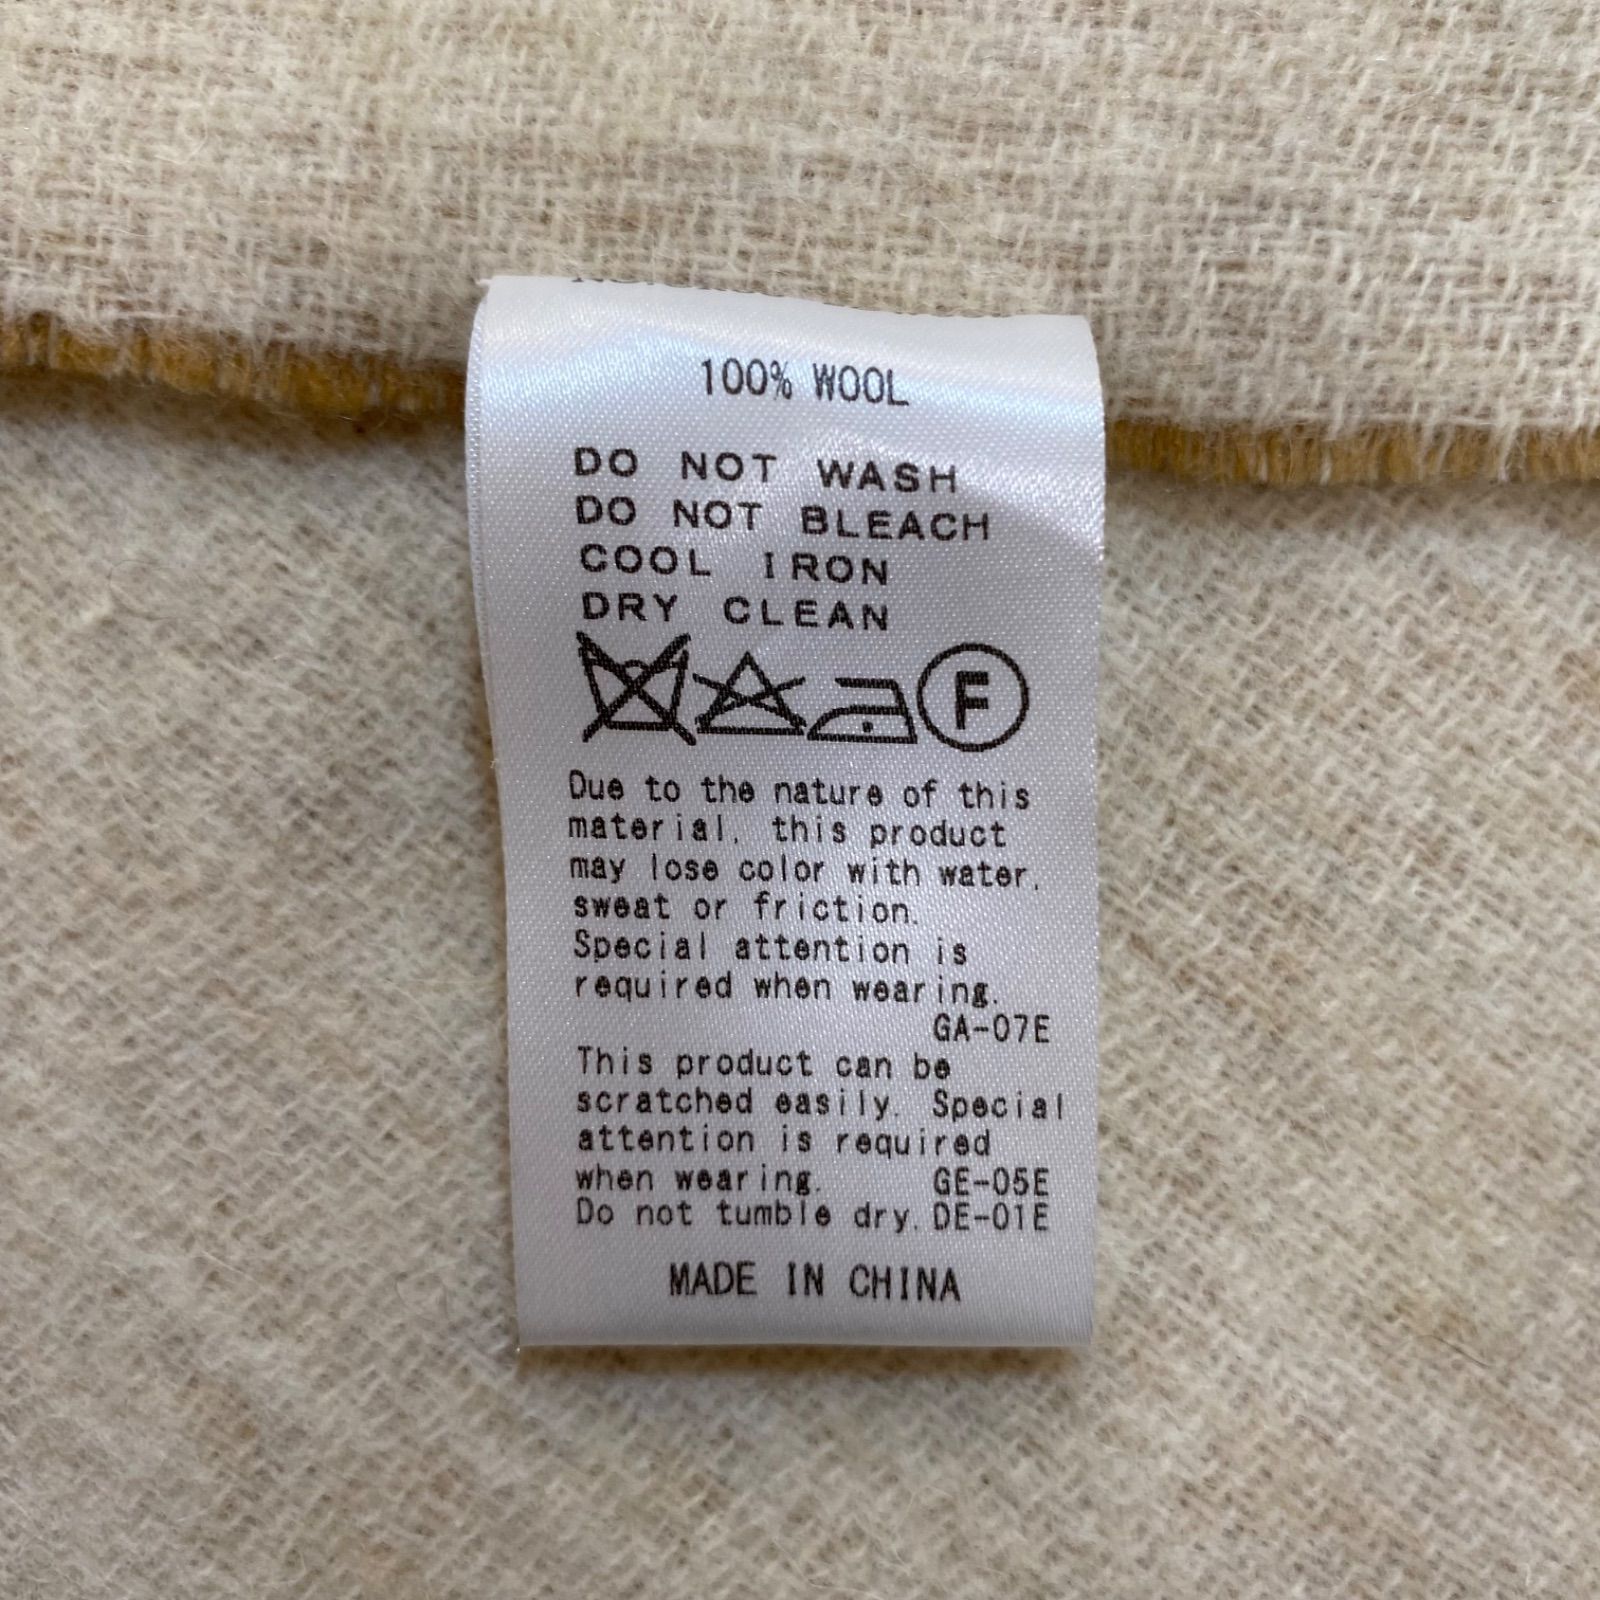 100% WOOL
DO NOT WASH
DO NOT BLEACH
COOL IRON
DRY CLEAN
F
Due to the nature of this
material, this product
may lose color with water,
sweat or friction.
Special attention is
required when wearing.
GA-07E
This product can be
scratched easily. Special
attention is required
when wearing. GE-05E
Do not tumble dry. DE-01E
MADE IN CHINA